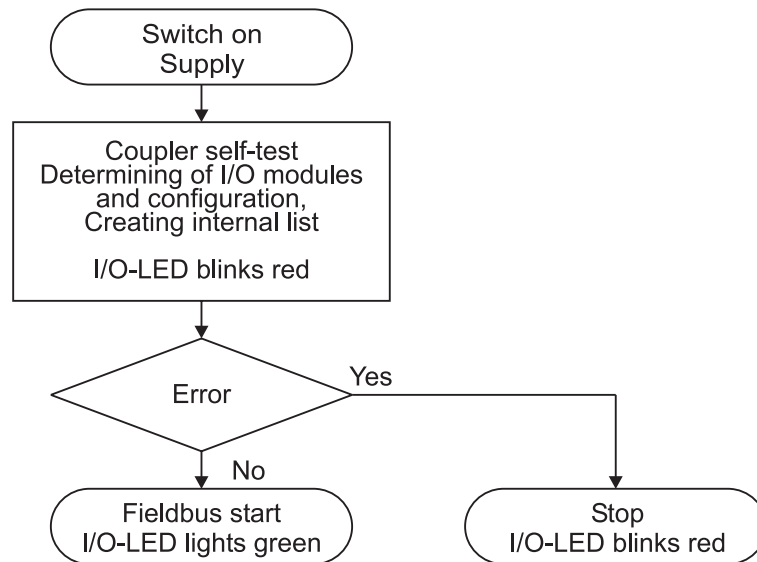 Switch on
Supply
Coupler self-test
Determining of I/O modules
and configuration,
Creating internal list
I/O-LED blinks red
Error
Yes
No
Fieldbus start
I/O-LED lights green
Stop
I/O-LED blinks red